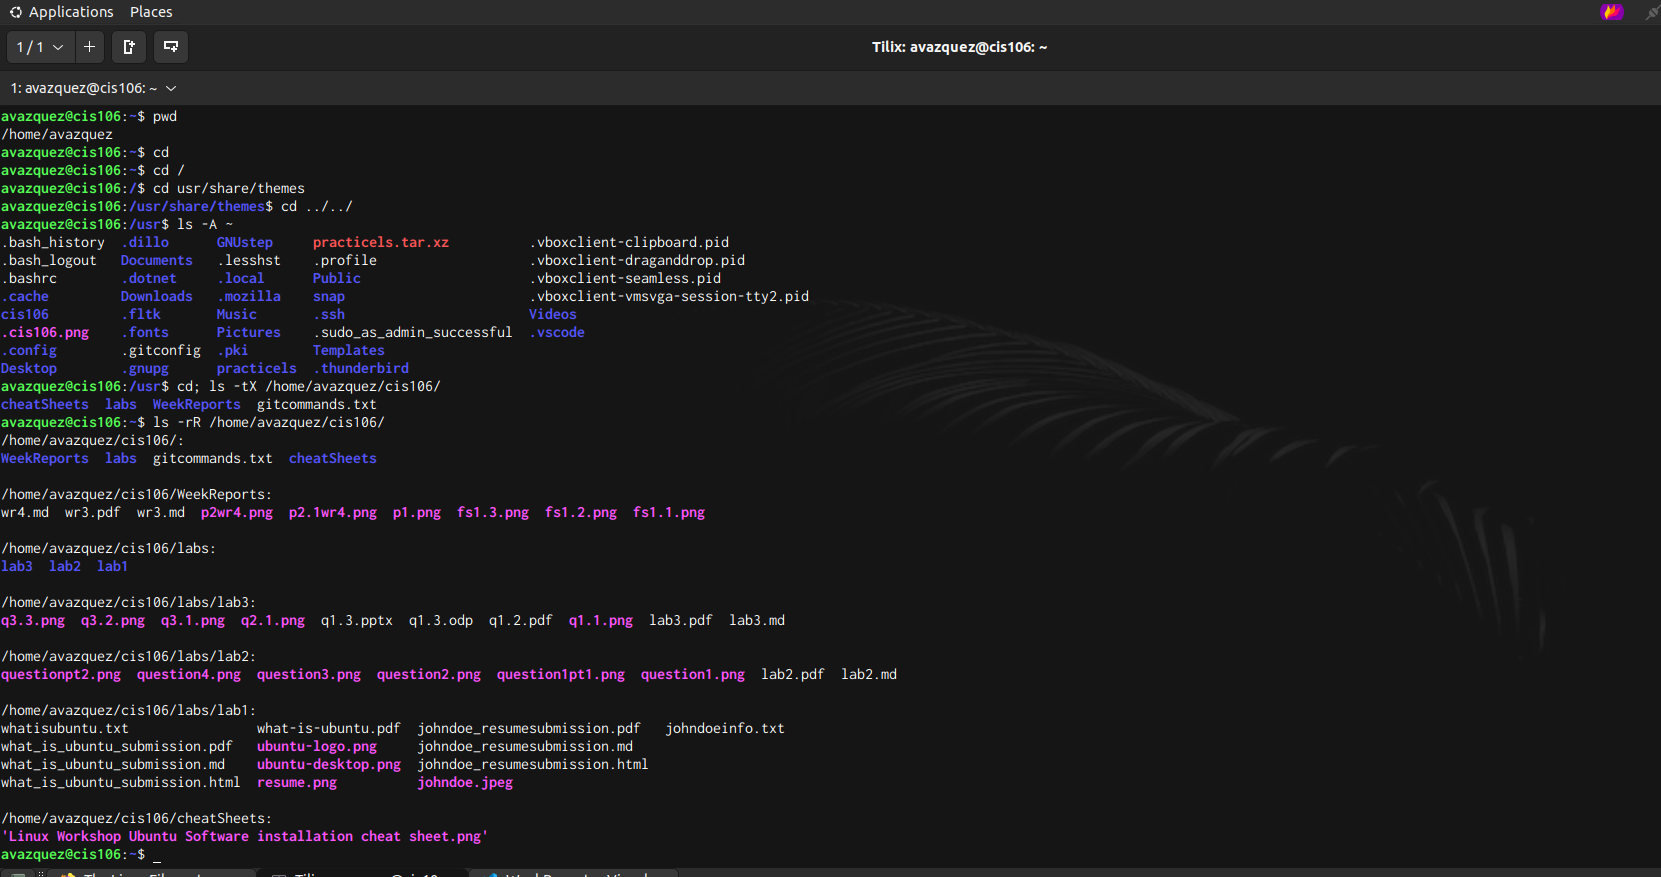 Applications Places
1 / 1
Tilix: avazquez@cis106: ~
1: avazquez@cis106: ~
avazquez@cis106:~$ pwd
/home/avazquez
avazquez@cis106:~$ cd
avazquez@cis106:~$ cd /
avazquez@cis106:/$ cd usr/share/themes
avazquez@cis106:/usr/share/themes$ cd ../../
avazquez@cis106:/usr$ ls -A ~
.bash_history .dillo GNUstep practicels.tar.xz .vboxclient-clipboard.pid
.bash_logout Documents .lesshst .profile .vboxclient-draganddrop.pid
.bashrc .dotnet .local Public .vboxclient-seamless.pid
.cache Downloads .mozilla snap .vboxclient-vmsvga-session-tty2.pid
cis106 .fltk Music .ssh Videos
.cis106.png .fonts Pictures .sudo_as_admin_successful .vscode
.config .gitconfig .pki Templates
Desktop .gnupg practicels .thunderbird
avazquez@cis106:/usr$ cd; ls -tX /home/avazquez/cis106/
cheatSheets labs WeekReports gitcommands.txt
avazquez@cis106:~$ ls -rR /home/avazquez/cis106/
/home/avazquez/cis106/:
WeekReports labs gitcommands.txt cheatSheets
/home/avazquez/cis106/WeekReports:
wr4.md wr3.pdf wr3.md p2wr4.png p2.1wr4.png p1.png fs1.3.png fs1.2.png fs1.1.png
/home/avazquez/cis106/labs:
lab3 lab2 lab1
/home/avazquez/cis106/labs/lab3:
q3.3.png q3.2.png q3.1.png q2.1.png q1.3.pptx q1.3.odp q1.2.pdf q1.1.png lab3.pdf lab3.md
/home/avazquez/cis106/labs/lab2:
questionpt2.png question4.png question3.png question2.png question1pt1.png question1.png lab2.pdf lab2.md
/home/avazquez/cis106/labs/lab1:
whatisubuntu.txt what-is-ubuntu.pdf johndoe_resumesubmission.pdf johndoeinfo.txt
what_is_ubuntu_submission.pdf ubuntu-logo.png johndoe_resumesubmission.md
what_is_ubuntu_submission.md ubuntu-desktop.png johndoe_resumesubmission.html
what_is_ubuntu_submission.html resume.png johndoe.jpeg
/home/avazquez/cis106/cheatSheets:
'Linux Workshop Ubuntu Software installation cheat sheet.png'
avazquez@cis106:~$ _